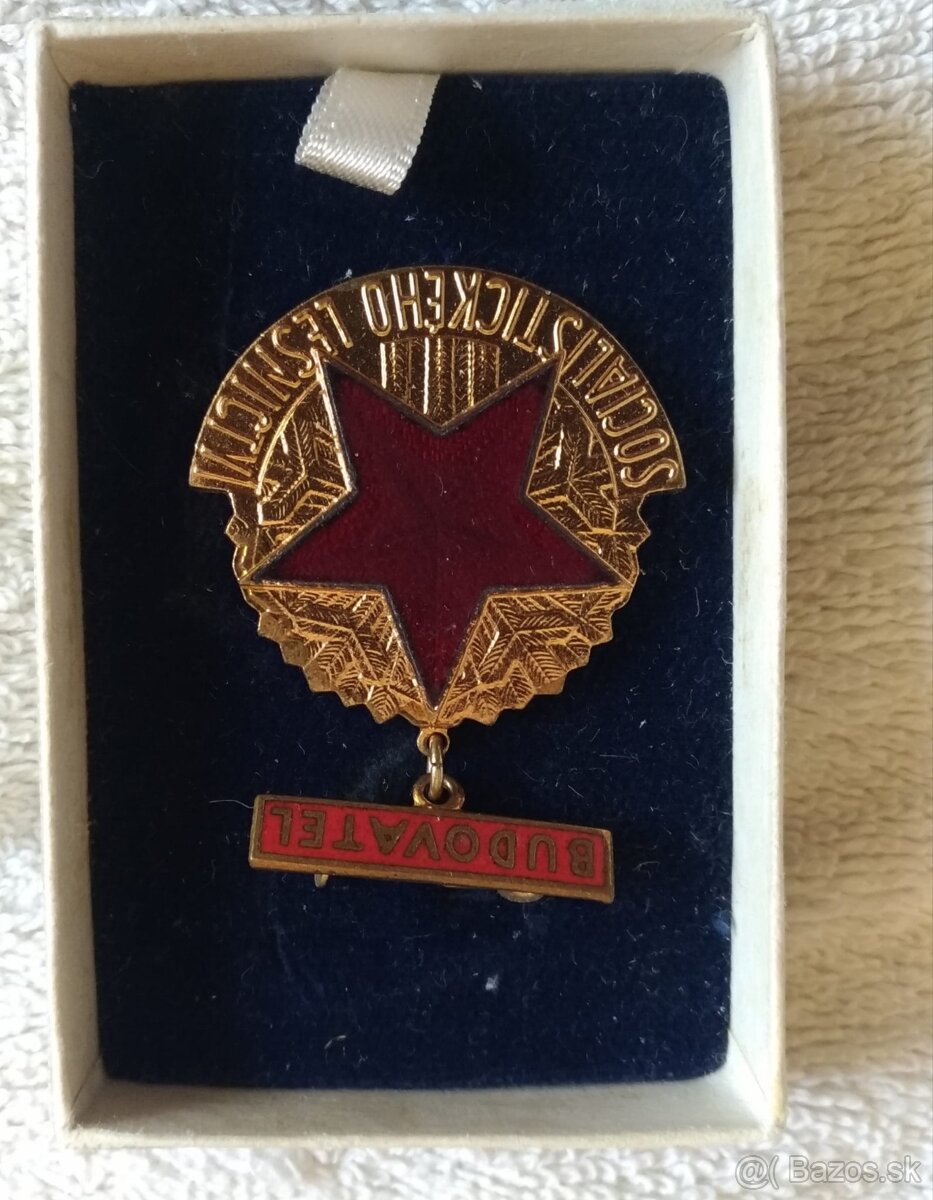 BUDOVATEL
SOCIALISTICKÉHO LESNICTVÍ
@( Bazos.sk